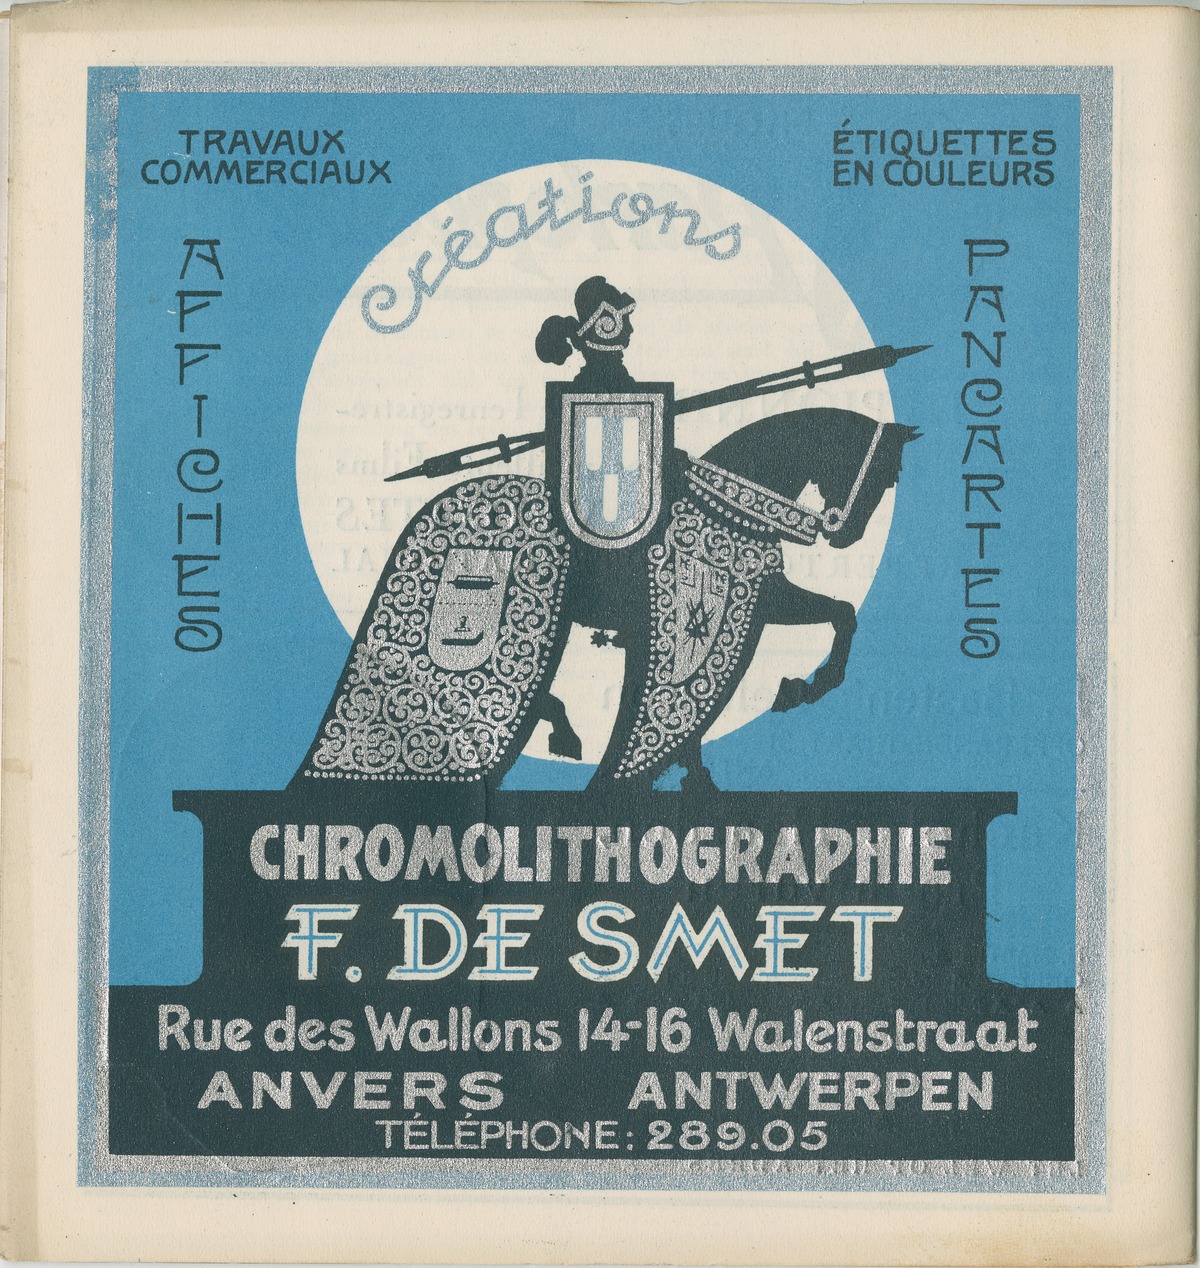 TRAVAUX
COMMERCIAUX
ÉTIQUETTES
EN COULEURS
créations
AFFICHES
PANCARTES
CHROMOLITHOGRAPHIE
F. DE SMET
Rue des Wallons 14-16 Walenstraat
ANVERS ANTWERPEN
TÉLÉPHONE: 289.05